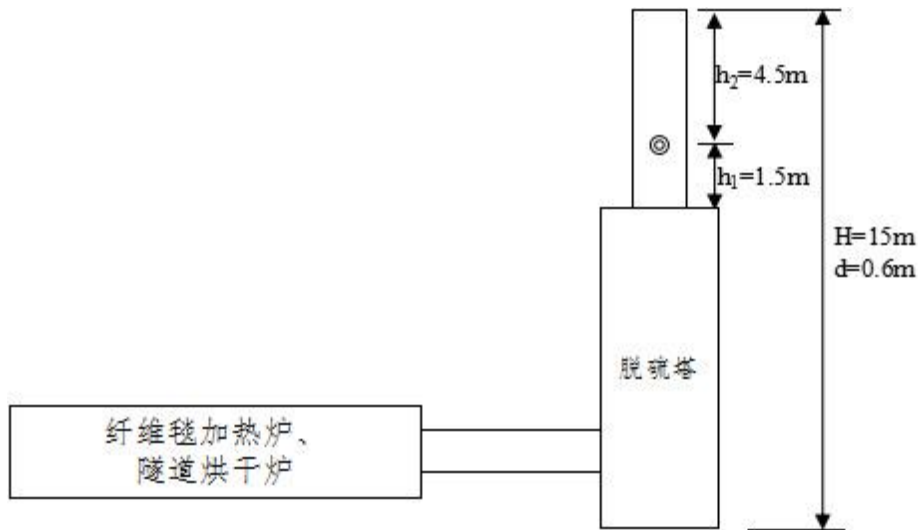 h₂=4.5m
h₁=1.5m
H=15m
d=0.6m
脱硫塔
纤维毯加热炉、
隧道烘干炉